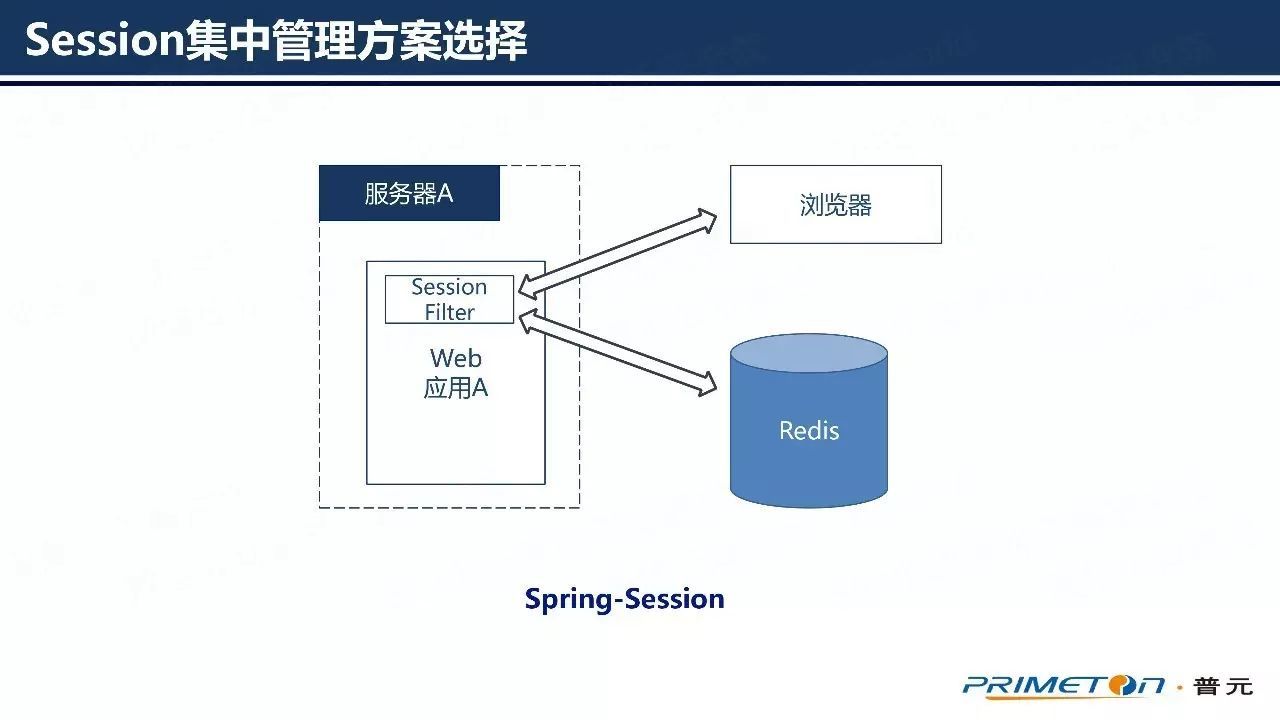 Session集中管理方案选择
服务器A
浏览器
Session
Filter
Web
应用A
Redis
Spring-Session
PRIMETON · 普元